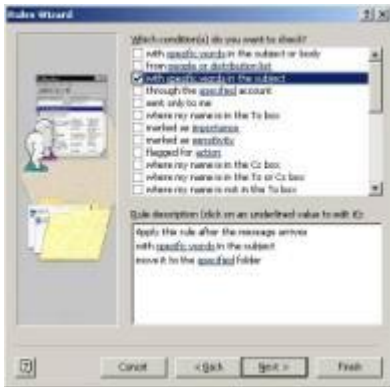 Rules Wizard
Which condition(s) do you want to check?
with specific words in the subject or body
from people or distribution list
with specific words in the subject
through the specified account
sent only to me
where my name is in the To box
marked as importance
marked as sensitivity
flagged for action
where my name is in the Cc box
where my name is in the To or Cc box
where my name is not in the To box
Rule description (click on an underlined value to edit it):
Apply this rule after the message arrives
with specific words in the subject
move it to the specified folder
Cancel
< Back
Next >
Finish